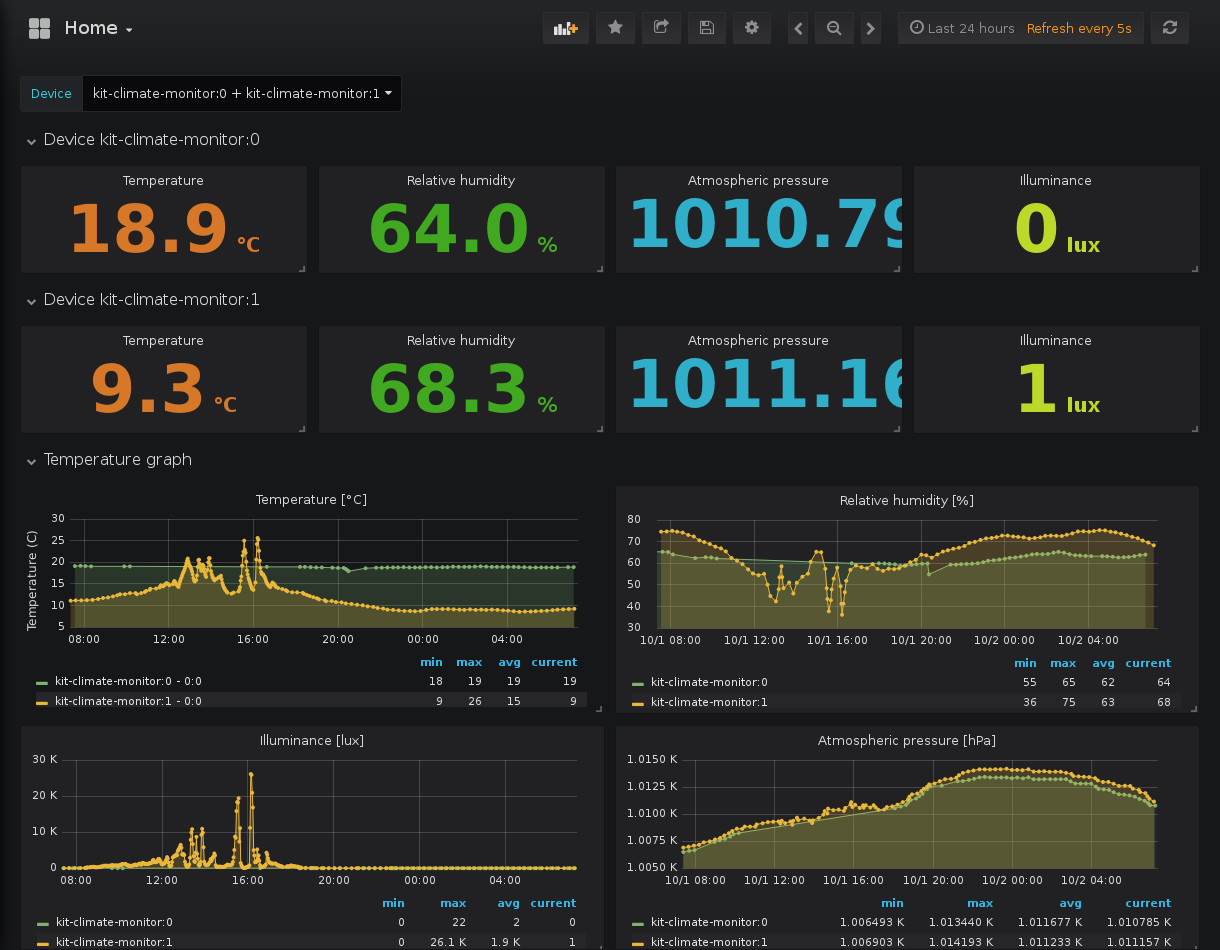 Home
Last 24 hours Refresh every 5s
Device kit-climate-monitor:0 + kit-climate-monitor:1
Device kit-climate-monitor:0
Temperature Relative humidity Atmospheric pressure Illuminance
18.9 °C 64.0 % 1010.79 0 lux
Device kit-climate-monitor:1
Temperature Relative humidity Atmospheric pressure Illuminance
9.3 °C 68.3 % 1011.16 1 lux
Temperature graph
Temperature [°C]
Temperature (C)
30
25
20
15
10
5
08:00 12:00 16:00 20:00 00:00 04:00
min max avg current
kit-climate-monitor:0 - 0:0 18 19 19 19
kit-climate-monitor:1 - 0:0 9 26 15 9
Relative humidity [%]
80
70
60
50
40
30
10/1 08:00 10/1 12:00 10/1 16:00 10/1 20:00 10/2 00:00 10/2 04:00
min max avg current
kit-climate-monitor:0 55 65 62 64
kit-climate-monitor:1 36 75 63 68
Illuminance [lux]
30 K
20 K
10 K
0
08:00 12:00 16:00 20:00 00:00 04:00
min max avg current
kit-climate-monitor:0 0 22 2 0
kit-climate-monitor:1 0 26.1 K 1.9 K 1
Atmospheric pressure [hPa]
1.0150 K
1.0125 K
1.0100 K
1.0075 K
1.0050 K
10/1 08:00 10/1 12:00 10/1 16:00 10/1 20:00 10/2 00:00 10/2 04:00
min max avg current
kit-climate-monitor:0 1.006493 K 1.013440 K 1.011677 K 1.010785 K
kit-climate-monitor:1 1.006903 K 1.014193 K 1.011233 K 1.011157 K